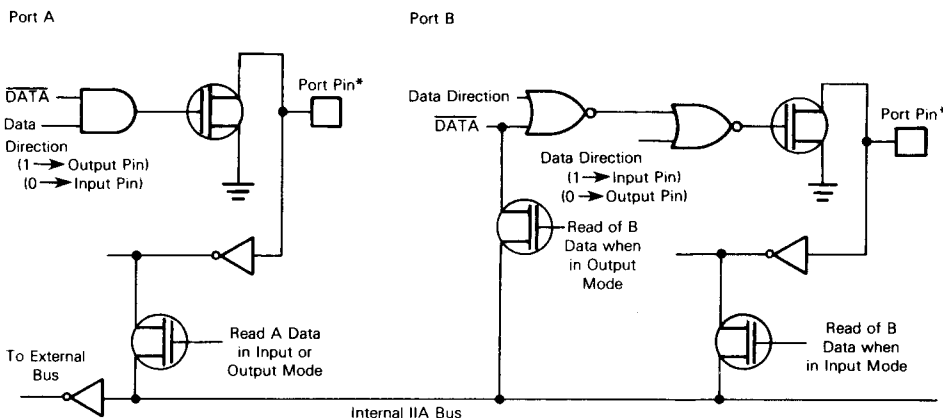 Port A
Port B
Port Pin*
D̅A̅T̅A̅
Data
Direction
(1→Output Pin)
(0→Input Pin)
Data Direction
D̅A̅T̅A̅
Port Pin*
Data Direction
(1→Input Pin)
(0→Output Pin)
Read of B
Data when
in Output
Mode
Read A Data
in Input or
Output Mode
Read of B
Data when
in Input Mode
To External
Bus
Internal IIA Bus